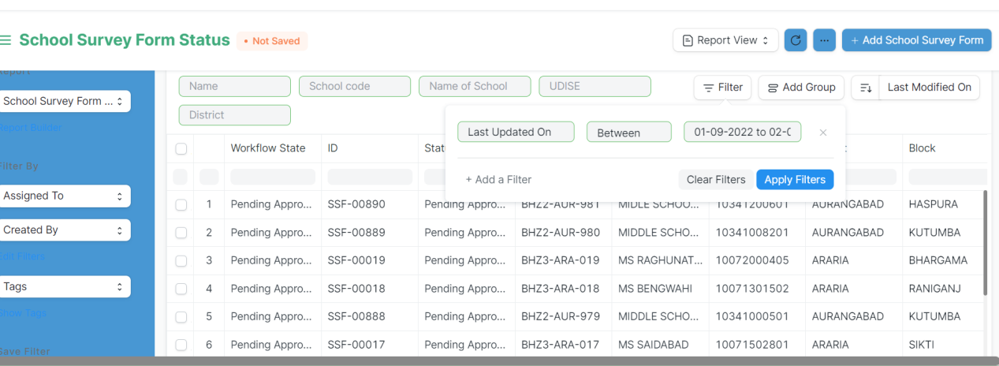 School Survey Form Status • Not Saved
Report View
...
+ Add School Survey Form
Report
School Survey Form ...
Report Builder
Filter By
Assigned To
Created By
Edit Filters
Tags
Show Tags
Save Filter
Name School code Name of School UDISE
Filter Add Group Last Modified On
District
Last Updated On Between 01-09-2022 to 02-
+ Add a Filter Clear Filters Apply Filters
Workflow State ID Block
1 Pending Appro... SSF-00890 Pending Appro... BHZ2-AUR-981 MIDLE SCHOO... 10341200601 AURANGABAD HASPURA
2 Pending Appro... SSF-00889 Pending Appro... BHZ2-AUR-980 MIDDLE SCHO... 10341008201 AURANGABAD KUTUMBA
3 Pending Appro... SSF-00019 Pending Appro... BHZ3-ARA-019 MS RAGHUNAT... 10072000405 ARARIA BHARGAMA
4 Pending Appro... SSF-00018 Pending Appro... BHZ3-ARA-018 MS BENGWAHI 10071301502 ARARIA RANIGANJ
5 Pending Appro... SSF-00888 Pending Appro... BHZ2-AUR-979 MIDDLE SCHO... 10341000501 AURANGABAD KUTUMBA
6 Pending Appro... SSF-00017 Pending Appro... BHZ3-ARA-017 MS SAIDABAD 10071502801 ARARIA SIKTI